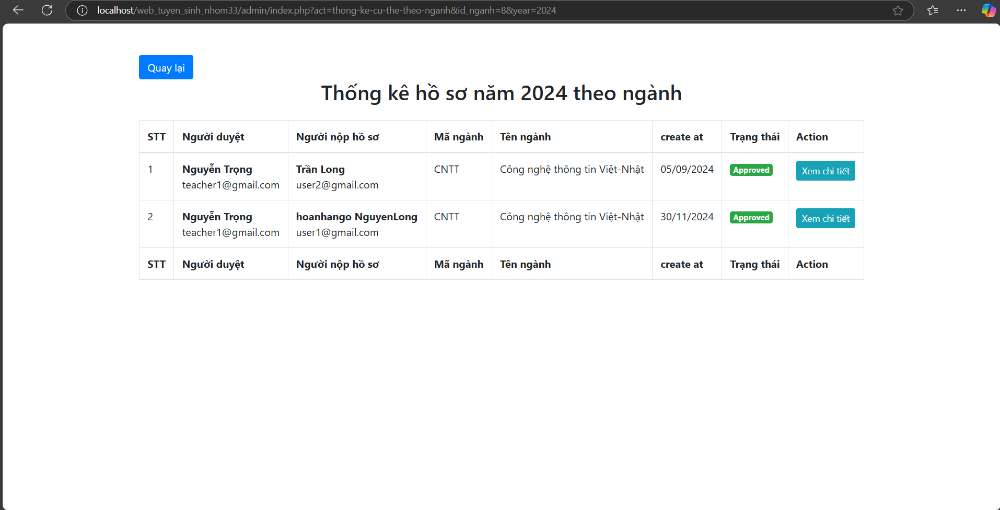 localhost/web_tuyen_sinh_nhom33/admin/index.php?act=thong-ke-cu-the-theo-nganh&id_nganh=8&year=2024
Quay lại
Thống kê hồ sơ năm 2024 theo ngành
STT Người duyệt Người nộp hồ sơ Mã ngành Tên ngành create at Trạng thái Action
1 Nguyễn Trọng Trần Long CNTT Công nghệ thông tin Việt-Nhật 05/09/2024 Approved Xem chi tiết
teacher1@gmail.com user2@gmail.com
2 Nguyễn Trọng hoanhango NguyenLong CNTT Công nghệ thông tin Việt-Nhật 30/11/2024 Approved Xem chi tiết
teacher1@gmail.com user1@gmail.com
STT Người duyệt Người nộp hồ sơ Mã ngành Tên ngành create at Trạng thái Action